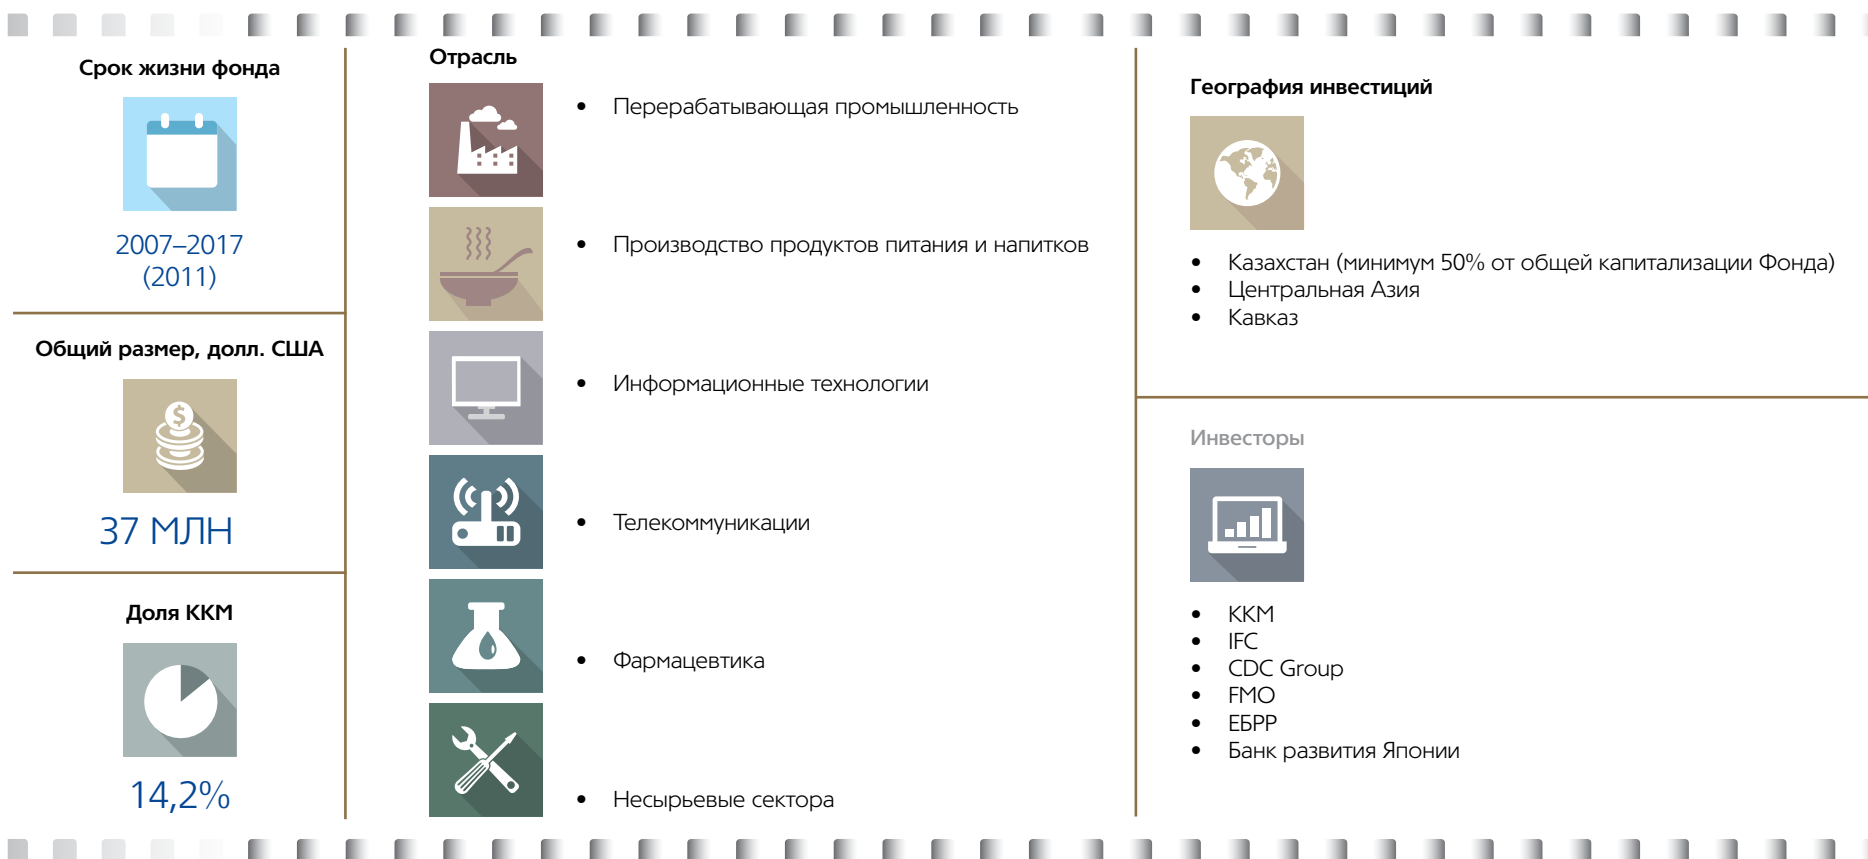 Срок жизни фонда
2007–2017
(2011)
Общий размер, долл. США
$
37 МЛН
Доля ККМ
14,2%
Отрасль
• Перерабатывающая промышленность
• Производство продуктов питания и напитков
• Информационные технологии
• Телекоммуникации
• Фармацевтика
• Несырьевые сектора
География инвестиций
• Казахстан (минимум 50% от общей капитализации Фонда)
• Центральная Азия
• Кавказ
Инвесторы
• ККМ
• IFC
• CDC Group
• FMO
• ЕБРР
• Банк развития Японии